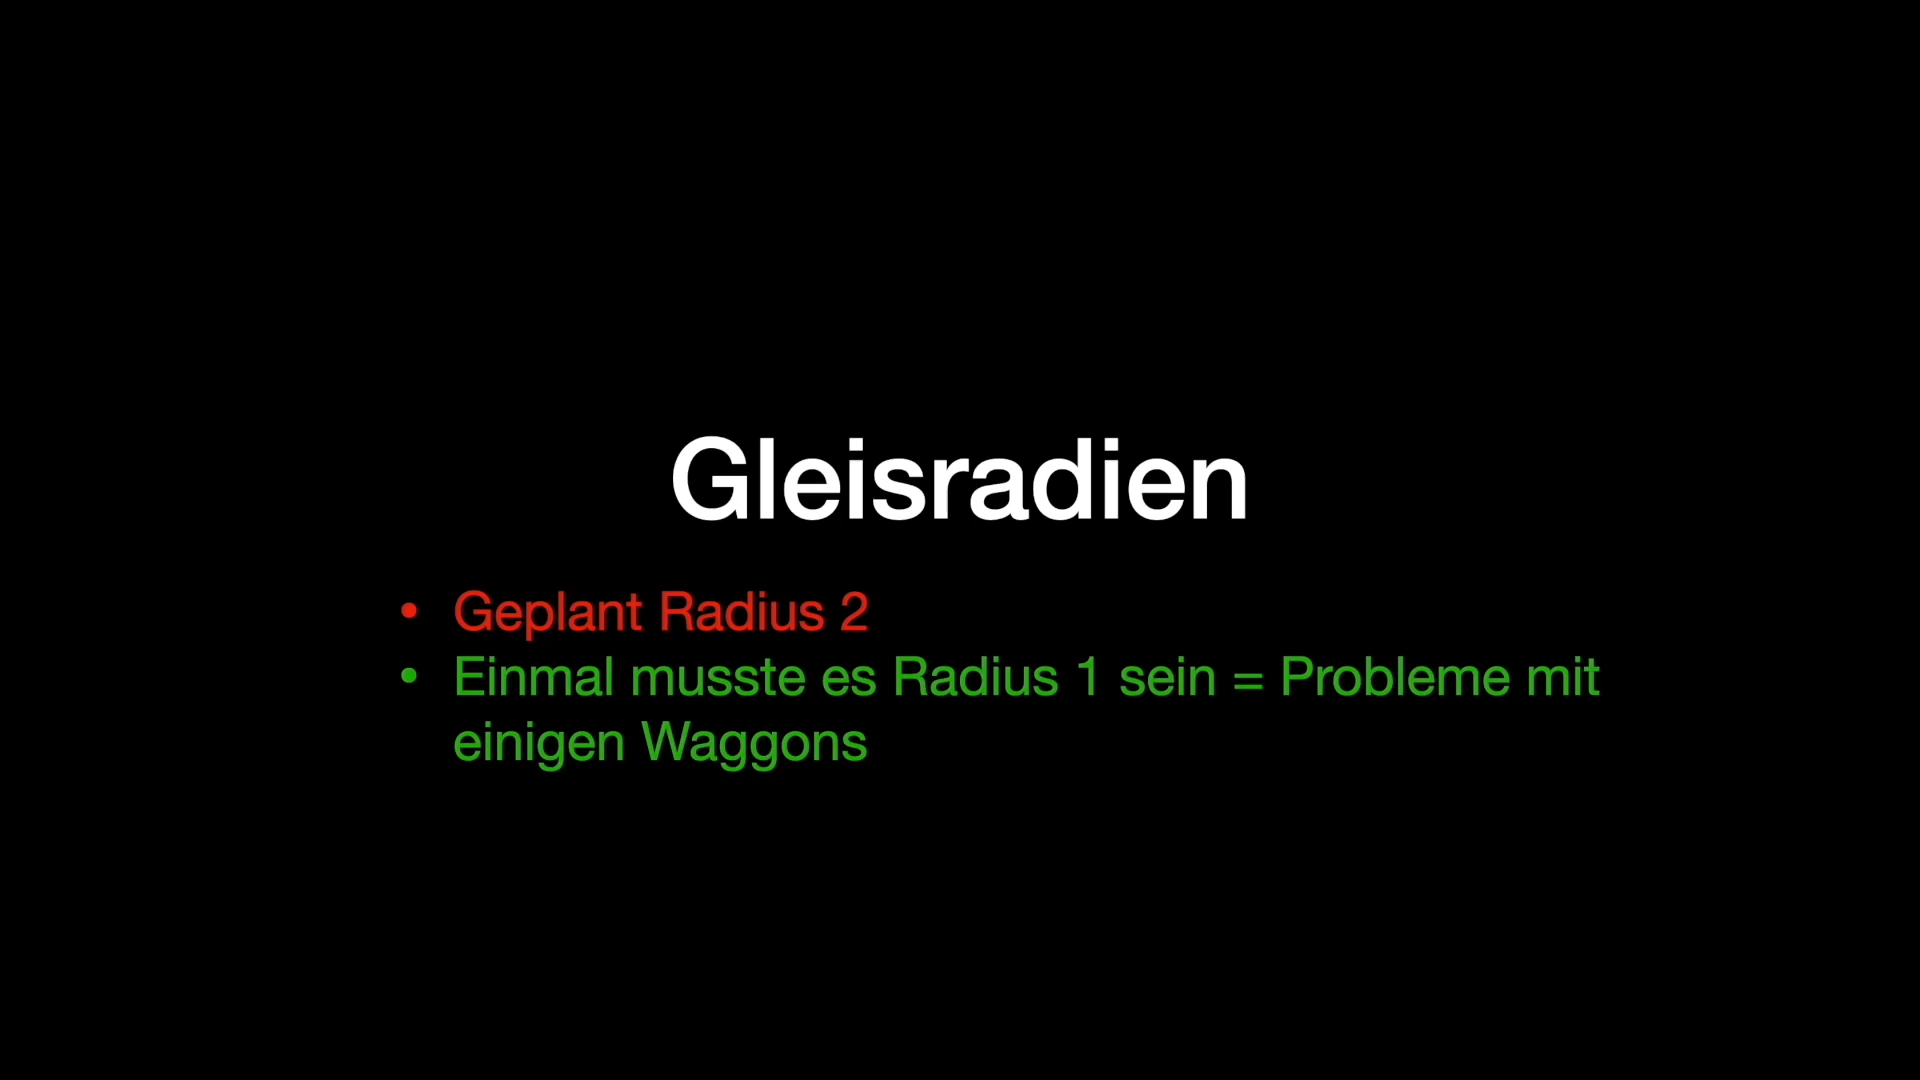 Gleisradien
• Geplant Radius 2
• Einmal musste es Radius 1 sein = Probleme mit
einigen Waggons